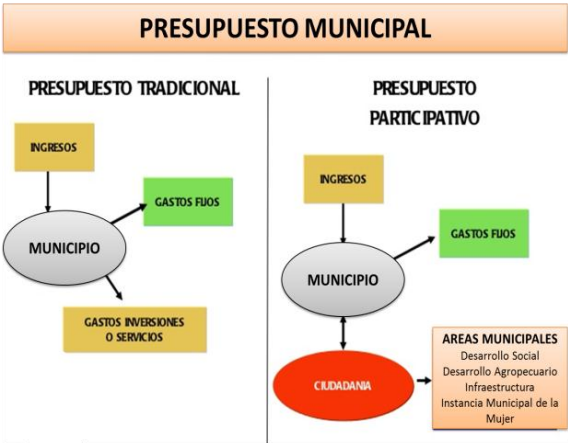 PRESUPUESTO MUNICIPAL
PRESUPUESTO TRADICIONAL
INGRESOS
GASTOS FIJOS
MUNICIPIO
GASTOS INVERSIONES
O SERVICIOS
PRESUPUESTO
PARTICIPATIVO
INGRESOS
GASTOS FIJOS
MUNICIPIO
CIUDADANIA
AREAS MUNICIPALES
Desarrollo Social
Desarrollo Agropecuario
Infraestructura
Instancia Municipal de la
Mujer